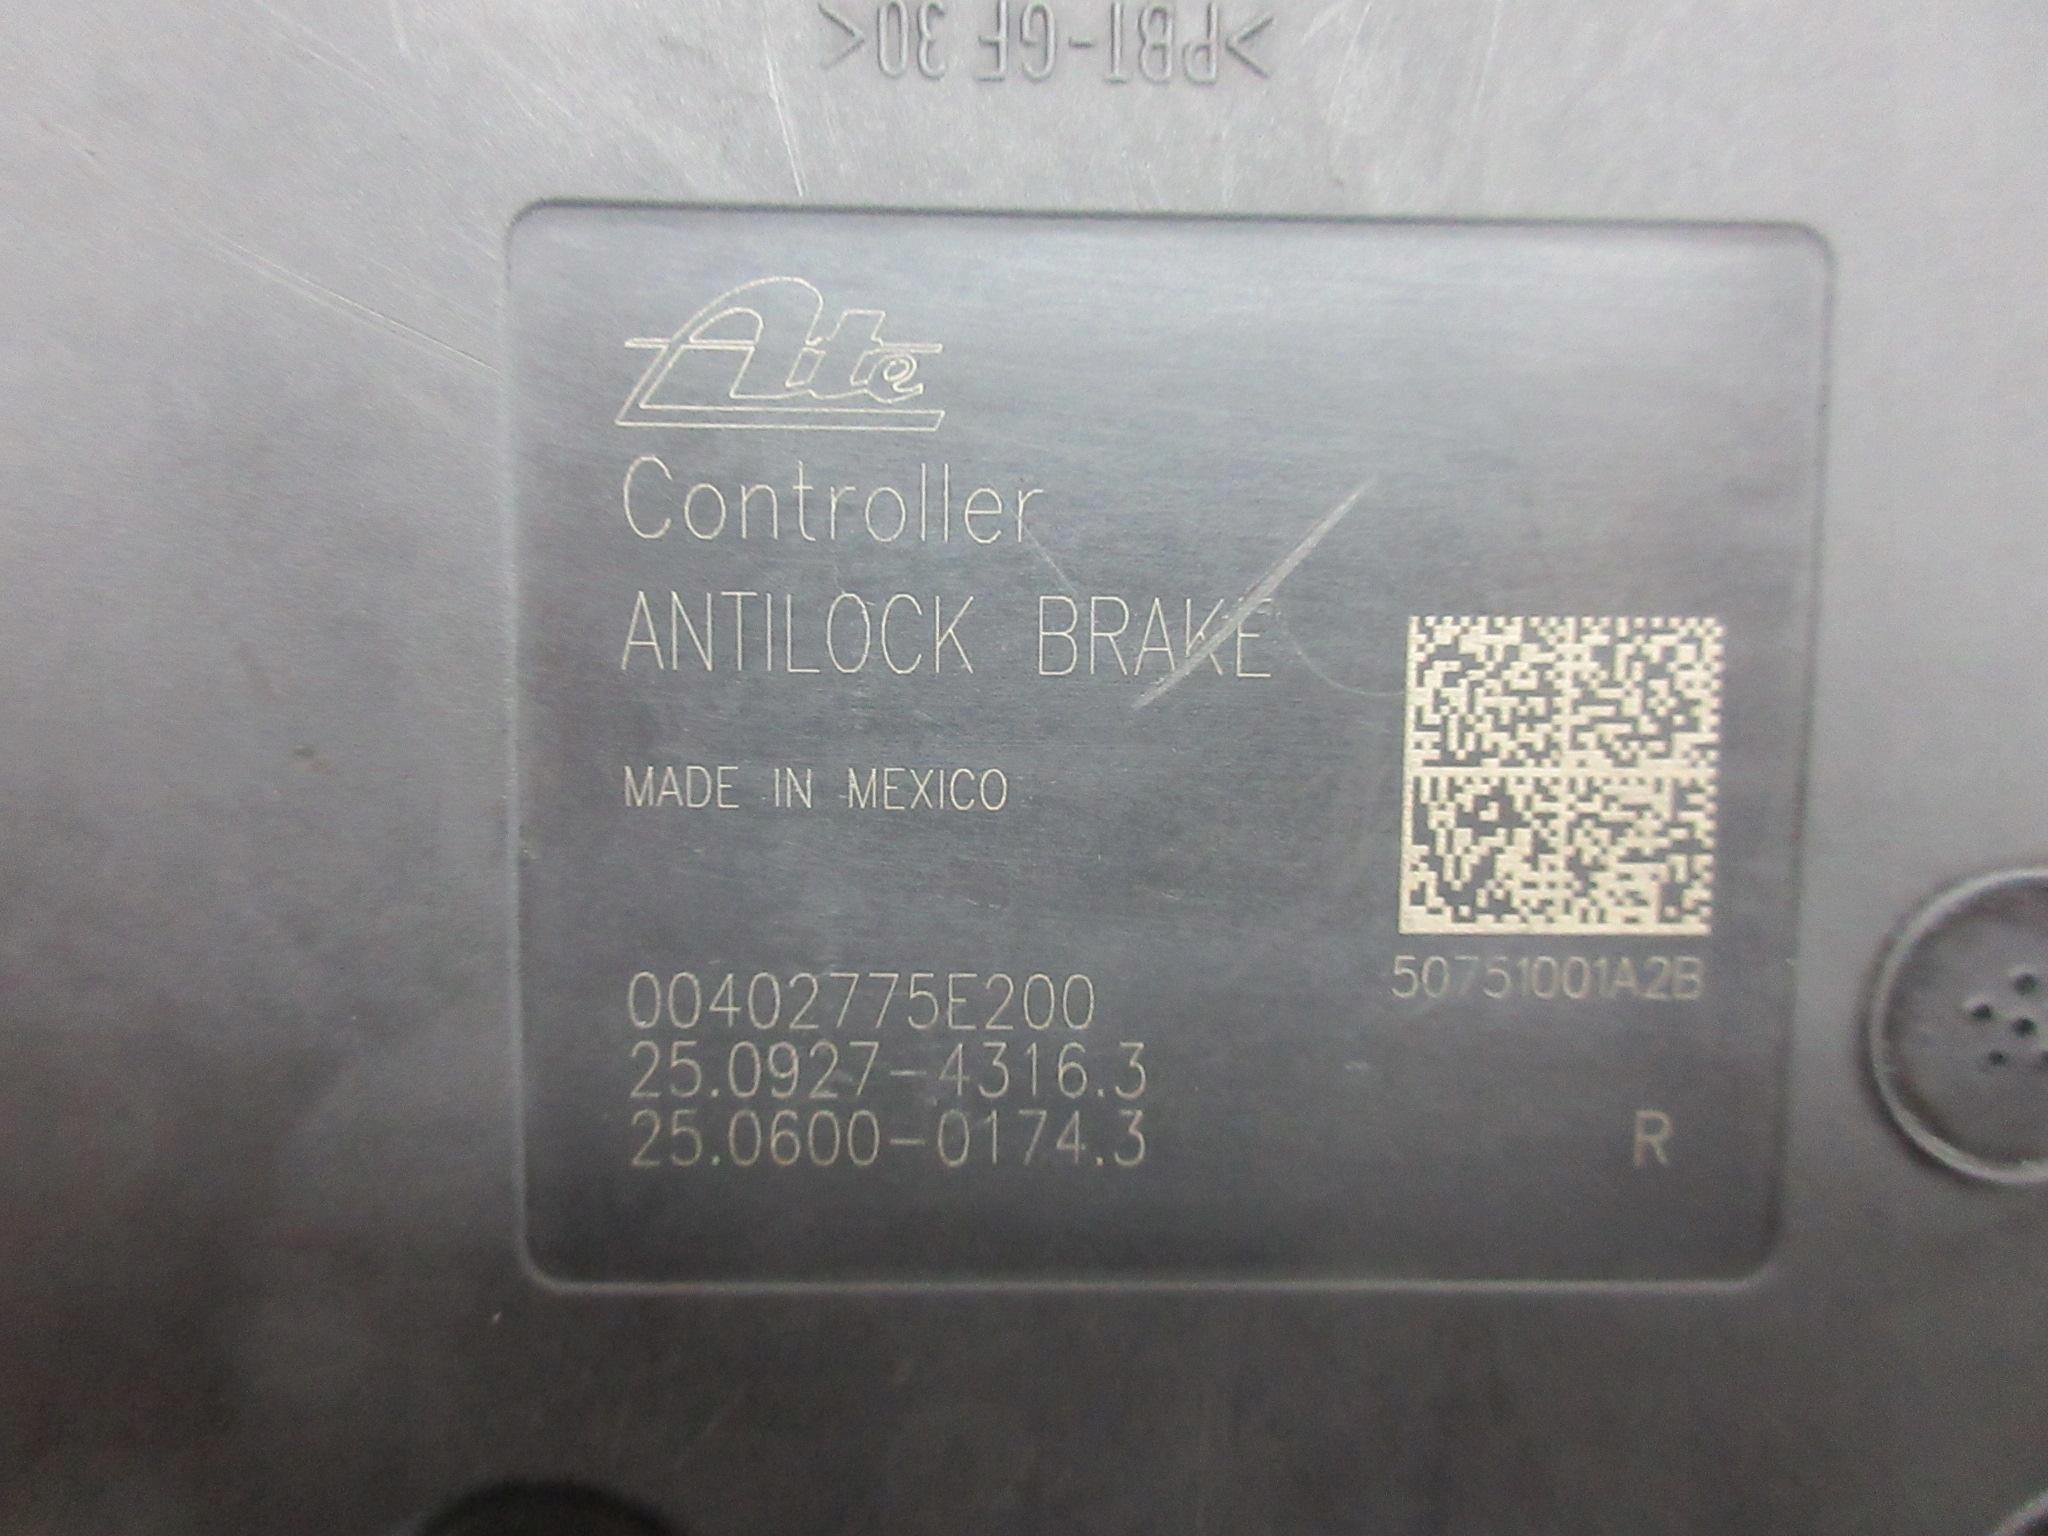 >PBT-GF 30<
Ate
Controller
ANTILOCK BRAKE
MADE IN MEXICO
50751001A2B
00402775E200
25.0927-4316.3
25.0600-0174.3
R